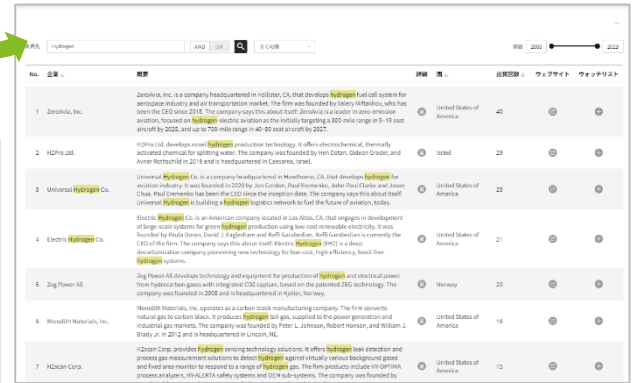 ...
Hydrogen AND OR 全ての国 期間 2000 2023
No. 企業 概要 詳細 国 出資回数 ウェブサイト ウォッチリスト
ZeroAvia, Inc. is a company headquartered in Hollister, CA, that develops hydrogen fuel cell system for
aerospace industry and air transportation market. The firm was founded by Valery Miftakhov, who has
1 ZeroAvia, Inc. been the CEO since 2018. The company says this about itself: ZeroAvia is a leader in zero-emission United States of America 40
aviation, focused on hydrogen-electric aviation as the initially targeting a 300-mile range in 9–19 seat
aircraft by 2025, and up to 700 mile range in 40–80 seat aircraft by 2027.
H2Pro Ltd. develops novel hydrogen production technology. It offers electrochemical, thermally
2 H2Pro Ltd. activated chemical for splitting water. The company was founded by Hen Dotan, Gideon Grader, and Israel 29
Avner Rothschild in 2019 and is headquartered in Caesarea, Israel.
Universal Hydrogen Co. is a company headquartered in Hawthorne, CA, that develops hydrogen for
aviation industry. It was founded in 2020 by Jon Gordon, Paul Eremenko, John-Paul Clarke and Jason
3 Universal Hydrogen Co. Chua. Paul Eremenko has been the CEO since the inception date. The company says this about itself: United States of America 28
Universal Hydrogen is building a hydrogen logistics network to fuel the future of aviation, today.
Electric Hydrogen Co. is an American company located in Los Altos, CA, that engages in development
of large-scale systems for green hydrogen production using low-cost renewable electricity. It was
founded by Paula Doran, David J. Eaglesham and Raffi Garabedian. Raffi Garabedian is currently the
4 Electric Hydrogen Co. CEO of the firm. The company says this about itself: Electric Hydrogen (EH2) is a deep United States of America 21
decarbonization company pioneering new technology for low cost, high-efficiency, fossil-free
hydrogen systems.
Zeg Power AS develops technology and equipment for production of hydrogen and electrical power
5 Zeg Power AS from hydrocarbon gases with integrated CO2 capture, based on the patented ZEG technology. The Norway 20
company was founded in 2008 and is headquartered in Kjeller, Norway.
Monolith Materials, Inc. operates as a carbon black manufacturing company. The firm converts
natural gas to carbon black. It produces hydrogen tail-gas, supplied to the power generation and
6 Monolith Materials, Inc. industrial gas markets. The company was founded by Peter L. Johnson, Robert Hanson, and William J. United States of America 16
Brady Jr. in 2012 and is headquartered in Lincoln, NE.
H2scan Corp. provides hydrogen sensing technology solutions. It offers hydrogen leak detection and
process gas measurement solutions to detect hydrogen against virtually various background gases
7 H2scan Corp. and fixed area monitor to respond to a range of hydrogen gas. The firm products include HY-OPTIMA United States of America 15
process analyzers, HY-ALERTA safety systems and OEM sub-systems. The company was founded by